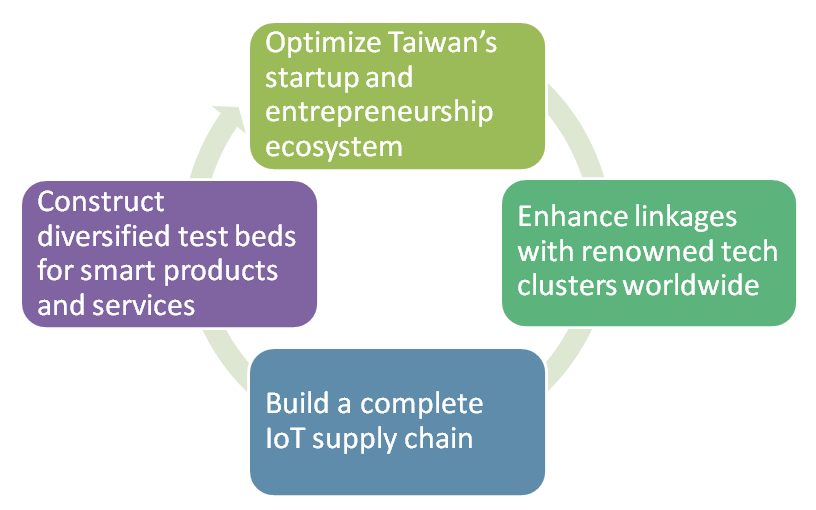 Optimize Taiwan’s
startup and
entrepreneurship
ecosystem
Enhance linkages
with renowned tech
clusters worldwide
Build a complete
IoT supply chain
Construct
diversified test beds
for smart products
and services